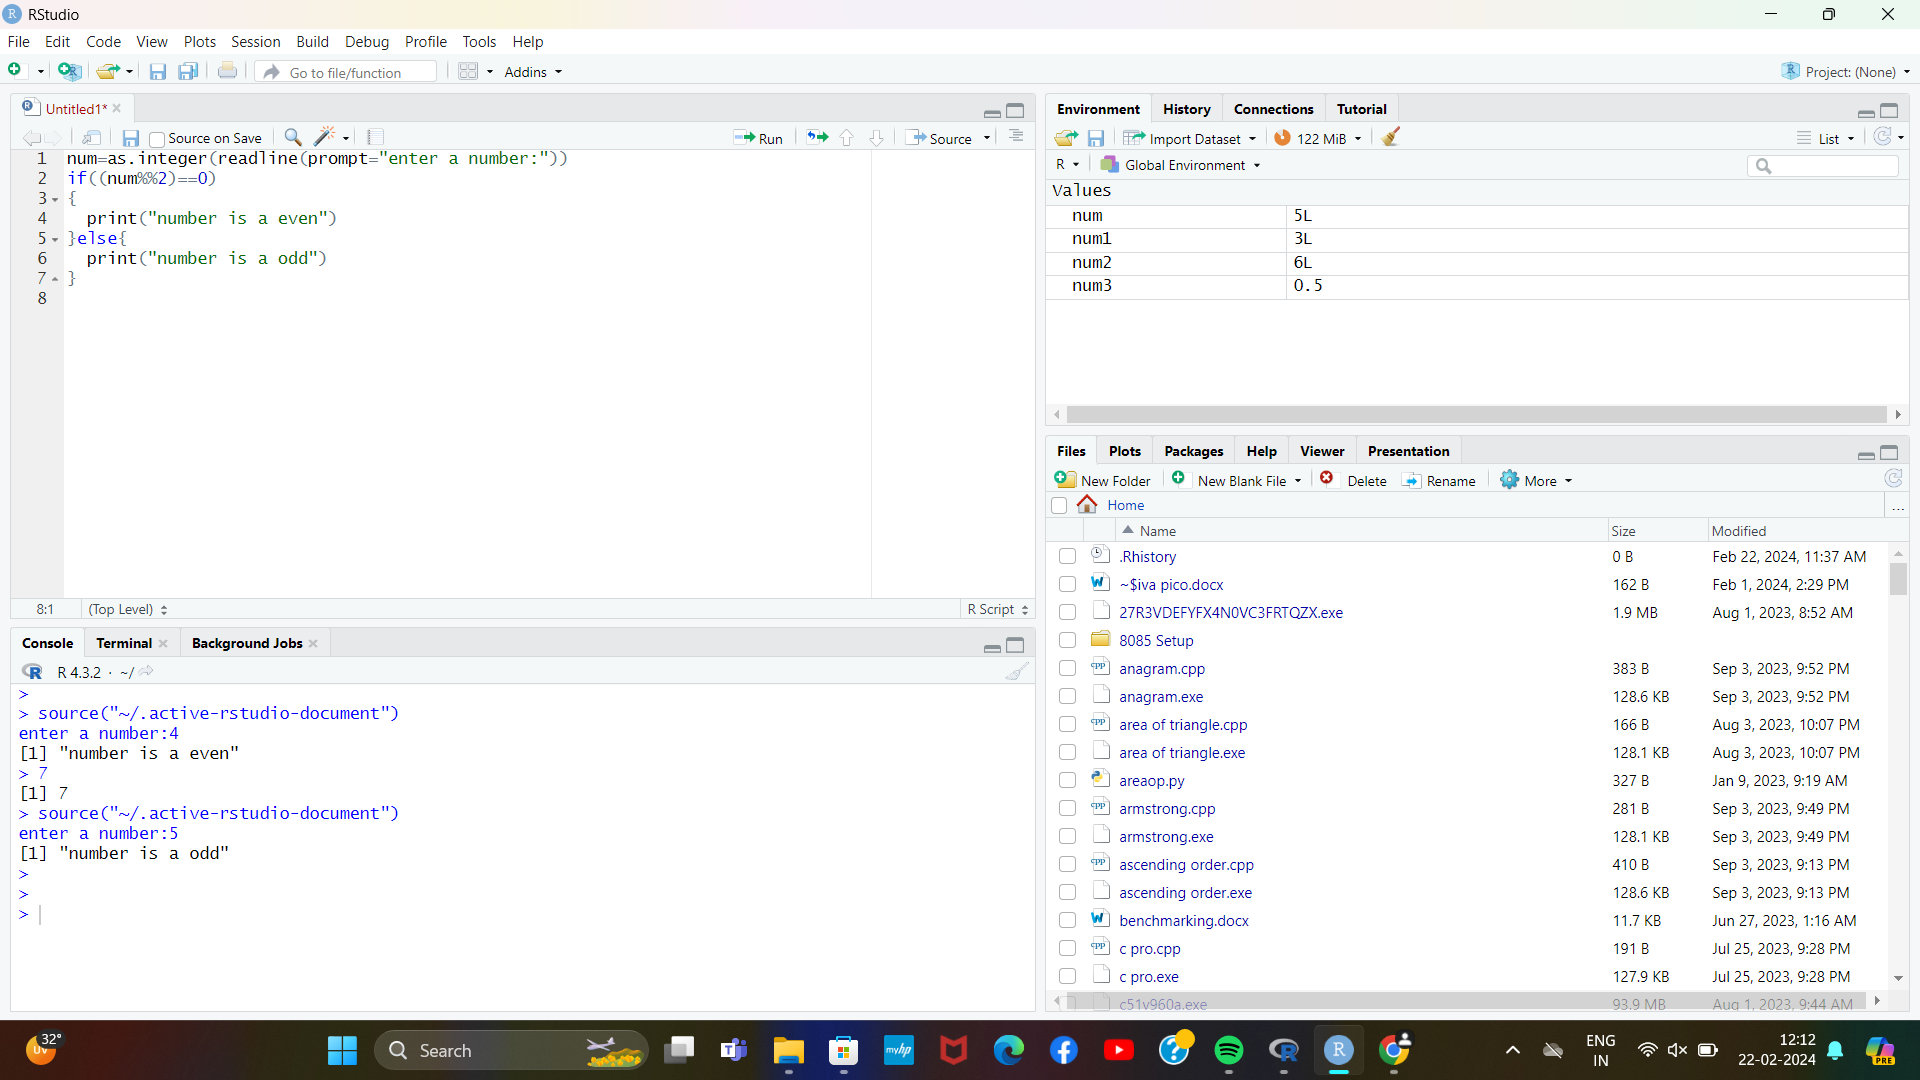 RStudio
File Edit Code View Plots Session Build Debug Profile Tools Help
Go to file/function Addins Project: (None)
Untitled1*
Source on Save Run Source
1 num=as.integer(readline(prompt="enter a number:"))
2 if((num%%2)==0)
3 {
4 print("number is a even")
5 }else{
6 print("number is a odd")
7 }
8
8:1 (Top Level) R Script
Console Terminal Background Jobs
R 4.3.2 · ~/
>
> source("~/.active-rstudio-document")
enter a number:4
[1] "number is a even"
> 7
[1] 7
> source("~/.active-rstudio-document")
enter a number:5
[1] "number is a odd"
>
>
>
Environment History Connections Tutorial
Import Dataset 122 MiB List
R Global Environment
Values
num 5L
num1 3L
num2 6L
num3 0.5
Files Plots Packages Help Viewer Presentation
New Folder New Blank File Delete Rename More
Home ...
Name Size Modified
.Rhistory 0 B Feb 22, 2024, 11:37 AM
~$iva pico.docx 162 B Feb 1, 2024, 2:29 PM
27R3VDEFYFX4N0VC3FRTQZX.exe 1.9 MB Aug 1, 2023, 8:52 AM
8085 Setup
anagram.cpp 383 B Sep 3, 2023, 9:52 PM
anagram.exe 128.6 KB Sep 3, 2023, 9:52 PM
area of triangle.cpp 166 B Aug 3, 2023, 10:07 PM
area of triangle.exe 128.1 KB Aug 3, 2023, 10:07 PM
areaop.py 327 B Jan 9, 2023, 9:19 AM
armstrong.cpp 281 B Sep 3, 2023, 9:49 PM
armstrong.exe 128.1 KB Sep 3, 2023, 9:49 PM
ascending order.cpp 410 B Sep 3, 2023, 9:13 PM
ascending order.exe 128.6 KB Sep 3, 2023, 9:13 PM
benchmarking.docx 11.7 KB Jun 27, 2023, 1:16 AM
c pro.cpp 191 B Jul 25, 2023, 9:28 PM
c pro.exe 127.9 KB Jul 25, 2023, 9:28 PM
c51v960a.exe 93.9 MB Aug 1, 2023, 9:44 AM
32°
UV
Search
myhp
ENG
IN
12:12
22-02-2024
PRE